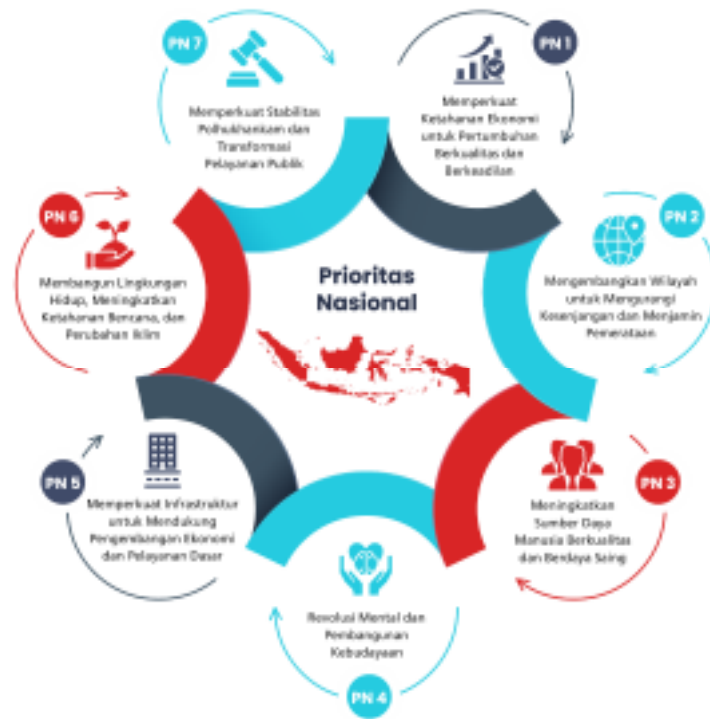 Prioritas
Nasional
PN 1
Memperkuat
Ketahanan Ekonomi
untuk Pertumbuhan
Berkualitas dan
Berkeadilan
PN 2
Mengembangkan Wilayah
untuk Mengurangi
Kesenjangan dan Menjamin
Pemerataan
PN 3
Meningkatkan
Sumber Daya
Manusia Berkualitas
dan Berdaya Saing
PN 4
Revolusi Mental dan
Pembangunan
Kebudayaan
PN 5
Memperkuat Infrastruktur
untuk Mendukung
Pengembangan Ekonomi
dan Pelayanan Dasar
PN 6
Membangun Lingkungan
Hidup, Meningkatkan
Ketahanan Bencana, dan
Perubahan Iklim
PN 7
Memperkuat Stabilitas
Polhukhankam dan
Transformasi
Pelayanan Publik